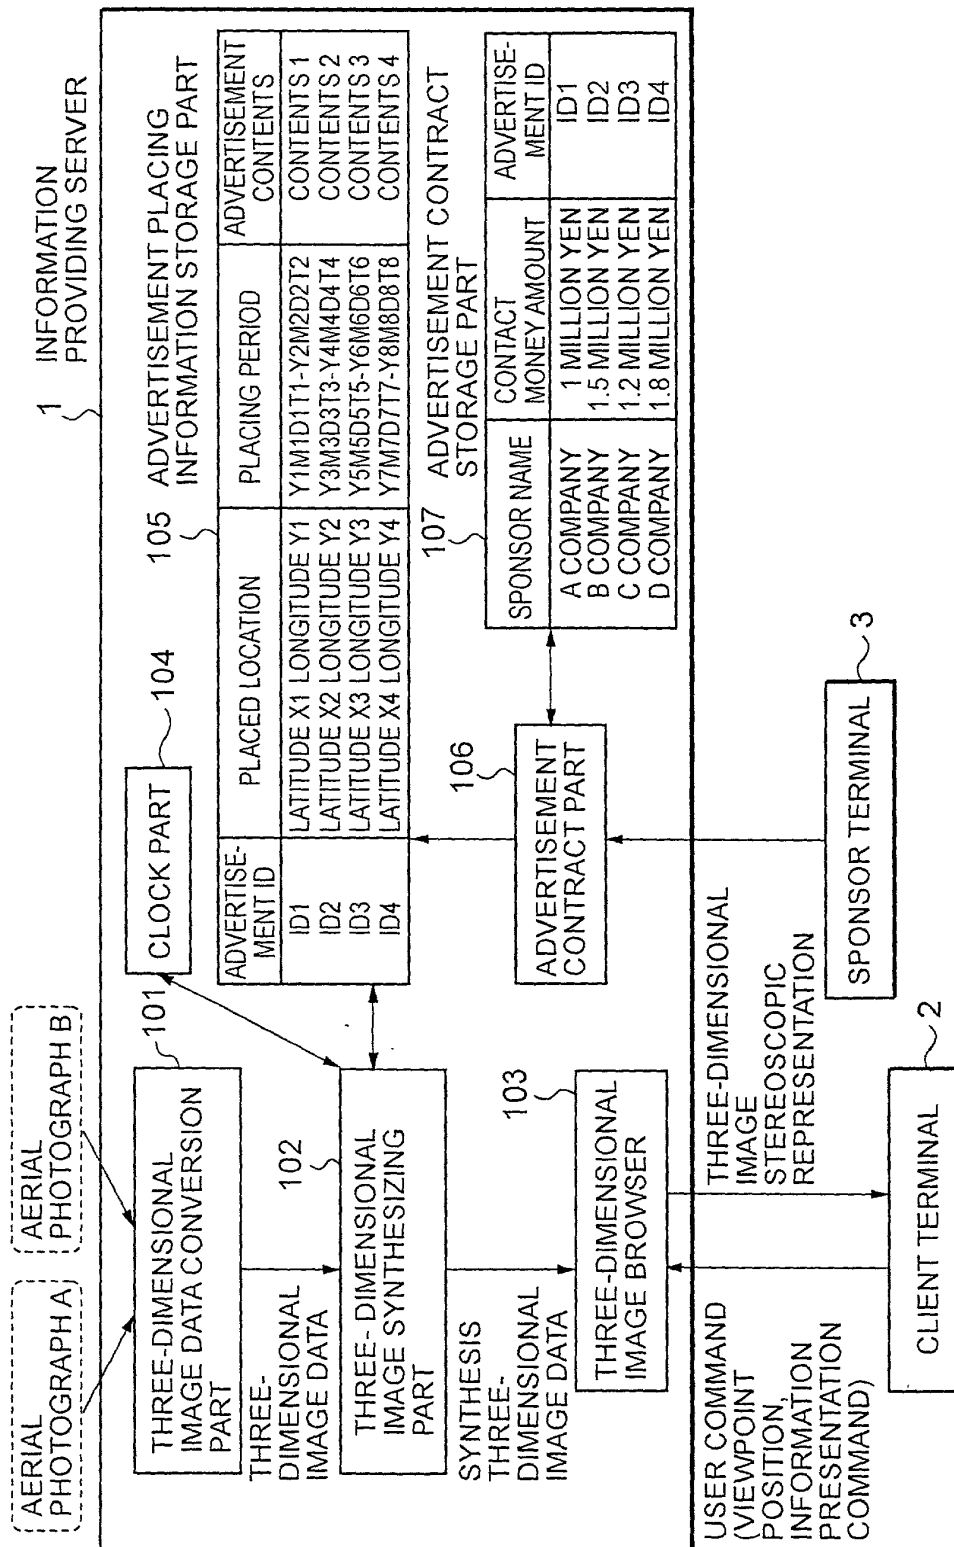 1
INFORMATION
PROVIDING SERVER
AERIAL
PHOTOGRAPH A
AERIAL
PHOTOGRAPH B
101
THREE-DIMENSIONAL
IMAGE DATA CONVERSION
PART
THREE-
DIMENSIONAL
IMAGE DATA
102
THREE- DIMENSIONAL
IMAGE SYNTHESIZING
PART
SYNTHESIS
THREE-
DIMENSIONAL
IMAGE DATA
103
THREE-DIMENSIONAL
IMAGE BROWSER
CLOCK PART
104
105
ADVERTISEMENT PLACING
INFORMATION STORAGE PART
ADVERTISE-
MENT ID
PLACED LOCATION
PLACING PERIOD
ADVERTISEMENT
CONTENTS
ID1 LATITUDE X1 LONGITUDE Y1 Y1M1D1T1-Y2M2D2T2 CONTENTS 1
ID2 LATITUDE X2 LONGITUDE Y2 Y3M3D3T3-Y4M4D4T4 CONTENTS 2
ID3 LATITUDE X3 LONGITUDE Y3 Y5M5D5T5-Y6M6D6T6 CONTENTS 3
ID4 LATITUDE X4 LONGITUDE Y4 Y7M7D7T7-Y8M8D8T8 CONTENTS 4
106
ADVERTISEMENT
CONTRACT PART
107
ADVERTISEMENT CONTRACT
STORAGE PART
SPONSOR NAME
CONTACT
MONEY AMOUNT
ADVERTISE-
MENT ID
A COMPANY 1 MILLION YEN ID1
B COMPANY 1.5 MILLION YEN ID2
C COMPANY 1.2 MILLION YEN ID3
D COMPANY 1.8 MILLION YEN ID4
USER COMMAND
(VIEWPOINT
POSITION,
INFORMATION
PRESENTATION
COMMAND)
THREE-DIMENSIONAL
IMAGE
STEREOSCOPIC
REPRESENTATION
CLIENT TERMINAL
2
SPONSOR TERMINAL
3